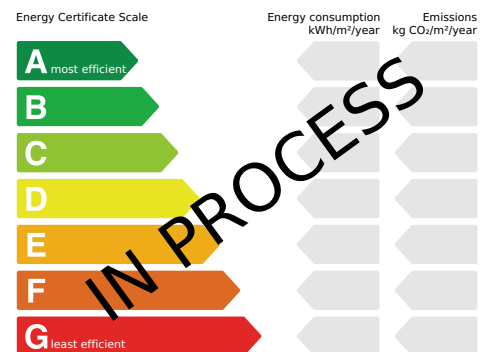 Energy Certificate Scale
Energy consumption
kWh/m²/year
Emissions
kg CO₂/m²/year
A most efficient
B
C
D
E
F
G least efficient
IN PROCESS